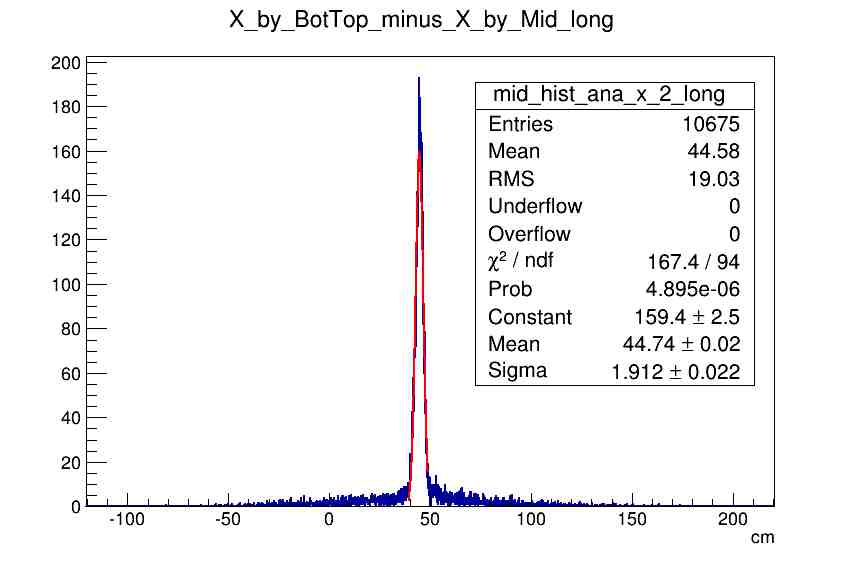 X_by_BotTop_minus_X_by_Mid_long
mid_hist_ana_x_2_long
Entries 10675
Mean 44.58
RMS 19.03
Underflow 0
Overflow 0
χ² / ndf 167.4 / 94
Prob 4.895e-06
Constant 159.4 ± 2.5
Mean 44.74 ± 0.02
Sigma 1.912 ± 0.022
200
180
160
140
120
100
80
60
40
20
0
-100 -50 0 50 100 150 200
cm